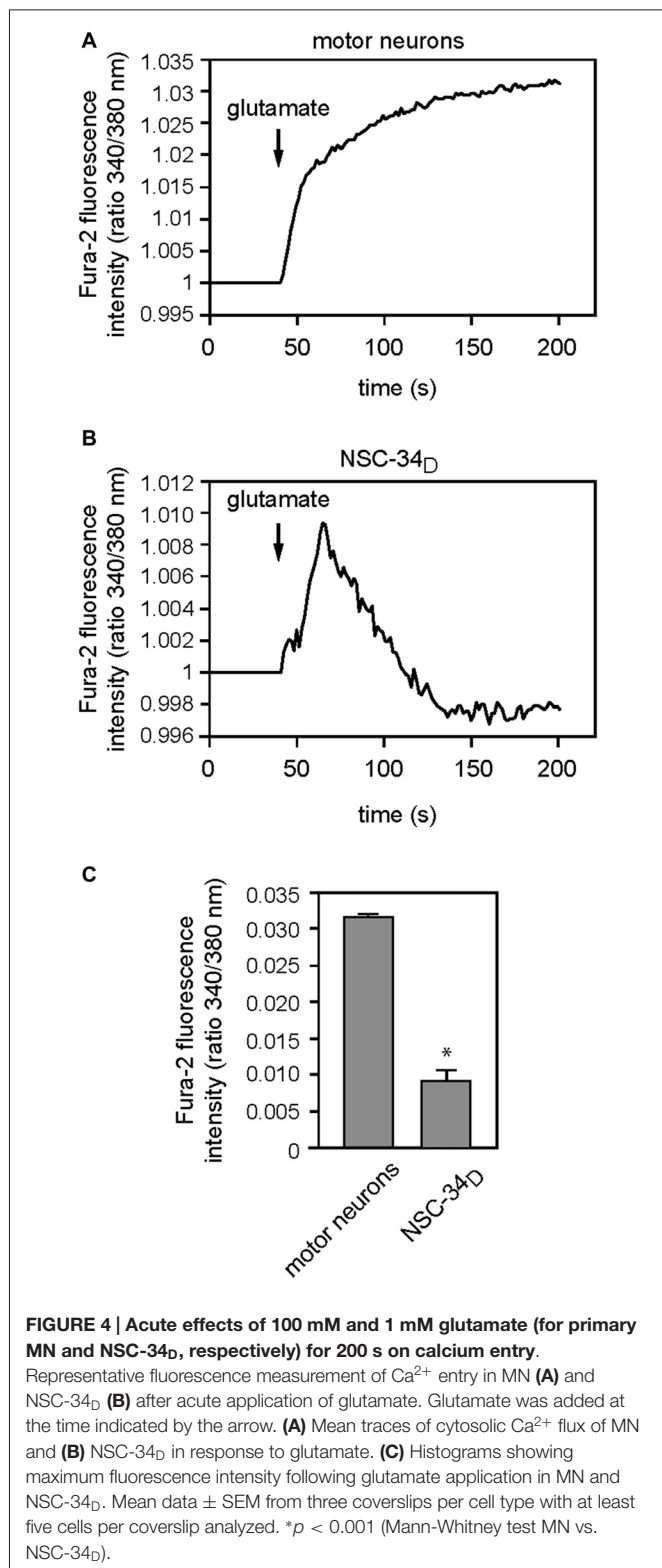 A
motor neurons
1.035
1.03
1.025
1.02
1.015
1.01
1.005
1
0.995
glutamate
Fura-2 fluorescence
intensity (ratio 340/380 nm)
0 50 100 150 200
time (s)
B
NSC-34D
1.012
1.010
1.008
1.006
1.004
1.002
1
0.998
0.996
glutamate
Fura-2 fluorescence
intensity (ratio 340/380 nm)
0 50 100 150 200
time (s)
C
0.035
0.030
0.025
0.020
0.015
0.010
0.005
0
Fura-2 fluorescence
intensity (ratio 340/380 nm)
*
motor neurons
NSC-34D
FIGURE 4 | Acute effects of 100 mM and 1 mM glutamate (for primary
MN and NSC-34D, respectively) for 200 s on calcium entry.
Representative fluorescence measurement of Ca2+ entry in MN (A) and
NSC-34D (B) after acute application of glutamate. Glutamate was added at
the time indicated by the arrow. (A) Mean traces of cytosolic Ca2+ flux of MN
and (B) NSC-34D in response to glutamate. (C) Histograms showing
maximum fluorescence intensity following glutamate application in MN and
NSC-34D. Mean data ± SEM from three coverslips per cell type with at least
five cells per coverslip analyzed. *p < 0.001 (Mann-Whitney test MN vs.
NSC-34D).